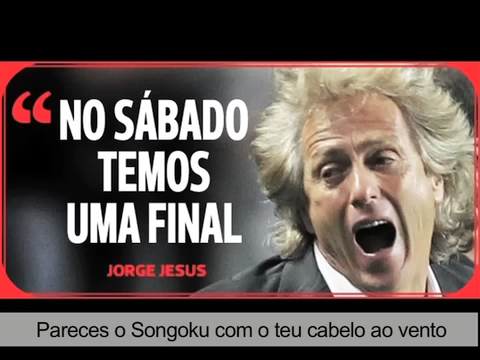 “NO SÁBADO
TEMOS
UMA FINAL
JORGE JESUS
Pareces o Songoku com o teu cabelo ao vento